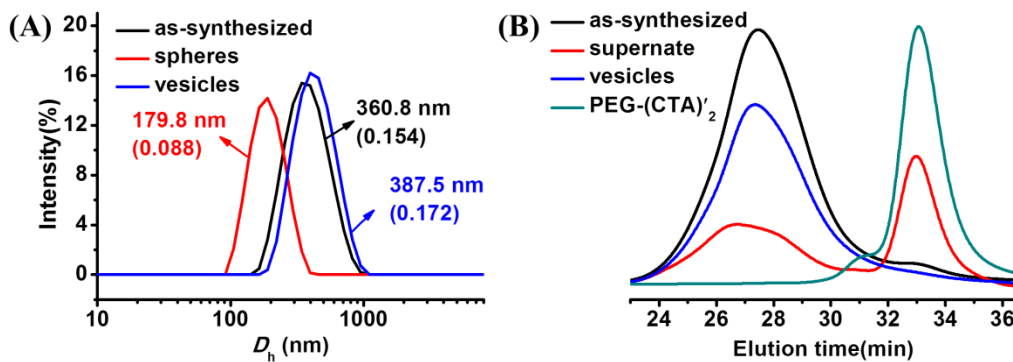 (A)
Intensity(%)
20
16
12
8
4
0
as-synthesized
spheres
vesicles
179.8 nm
(0.088)
360.8 nm
(0.154)
387.5 nm
(0.172)
10
100
1000
Dh (nm)
(B)
as-synthesized
supernate
vesicles
PEG-(CTA)′2
24
26
28
30
32
34
36
Elution time(min)